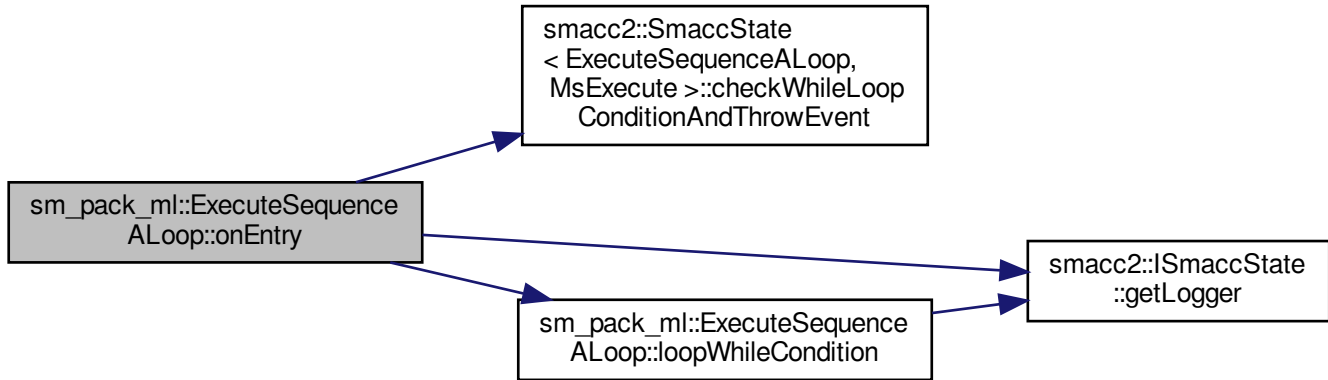 smacc2::SmaccState
< ExecuteSequenceALoop,
MsExecute >::checkWhileLoop
ConditionAndThrowEvent
sm_pack_ml::ExecuteSequence
ALoop::onEntry
smacc2::ISmaccState
::getLogger
sm_pack_ml::ExecuteSequence
ALoop::loopWhileCondition